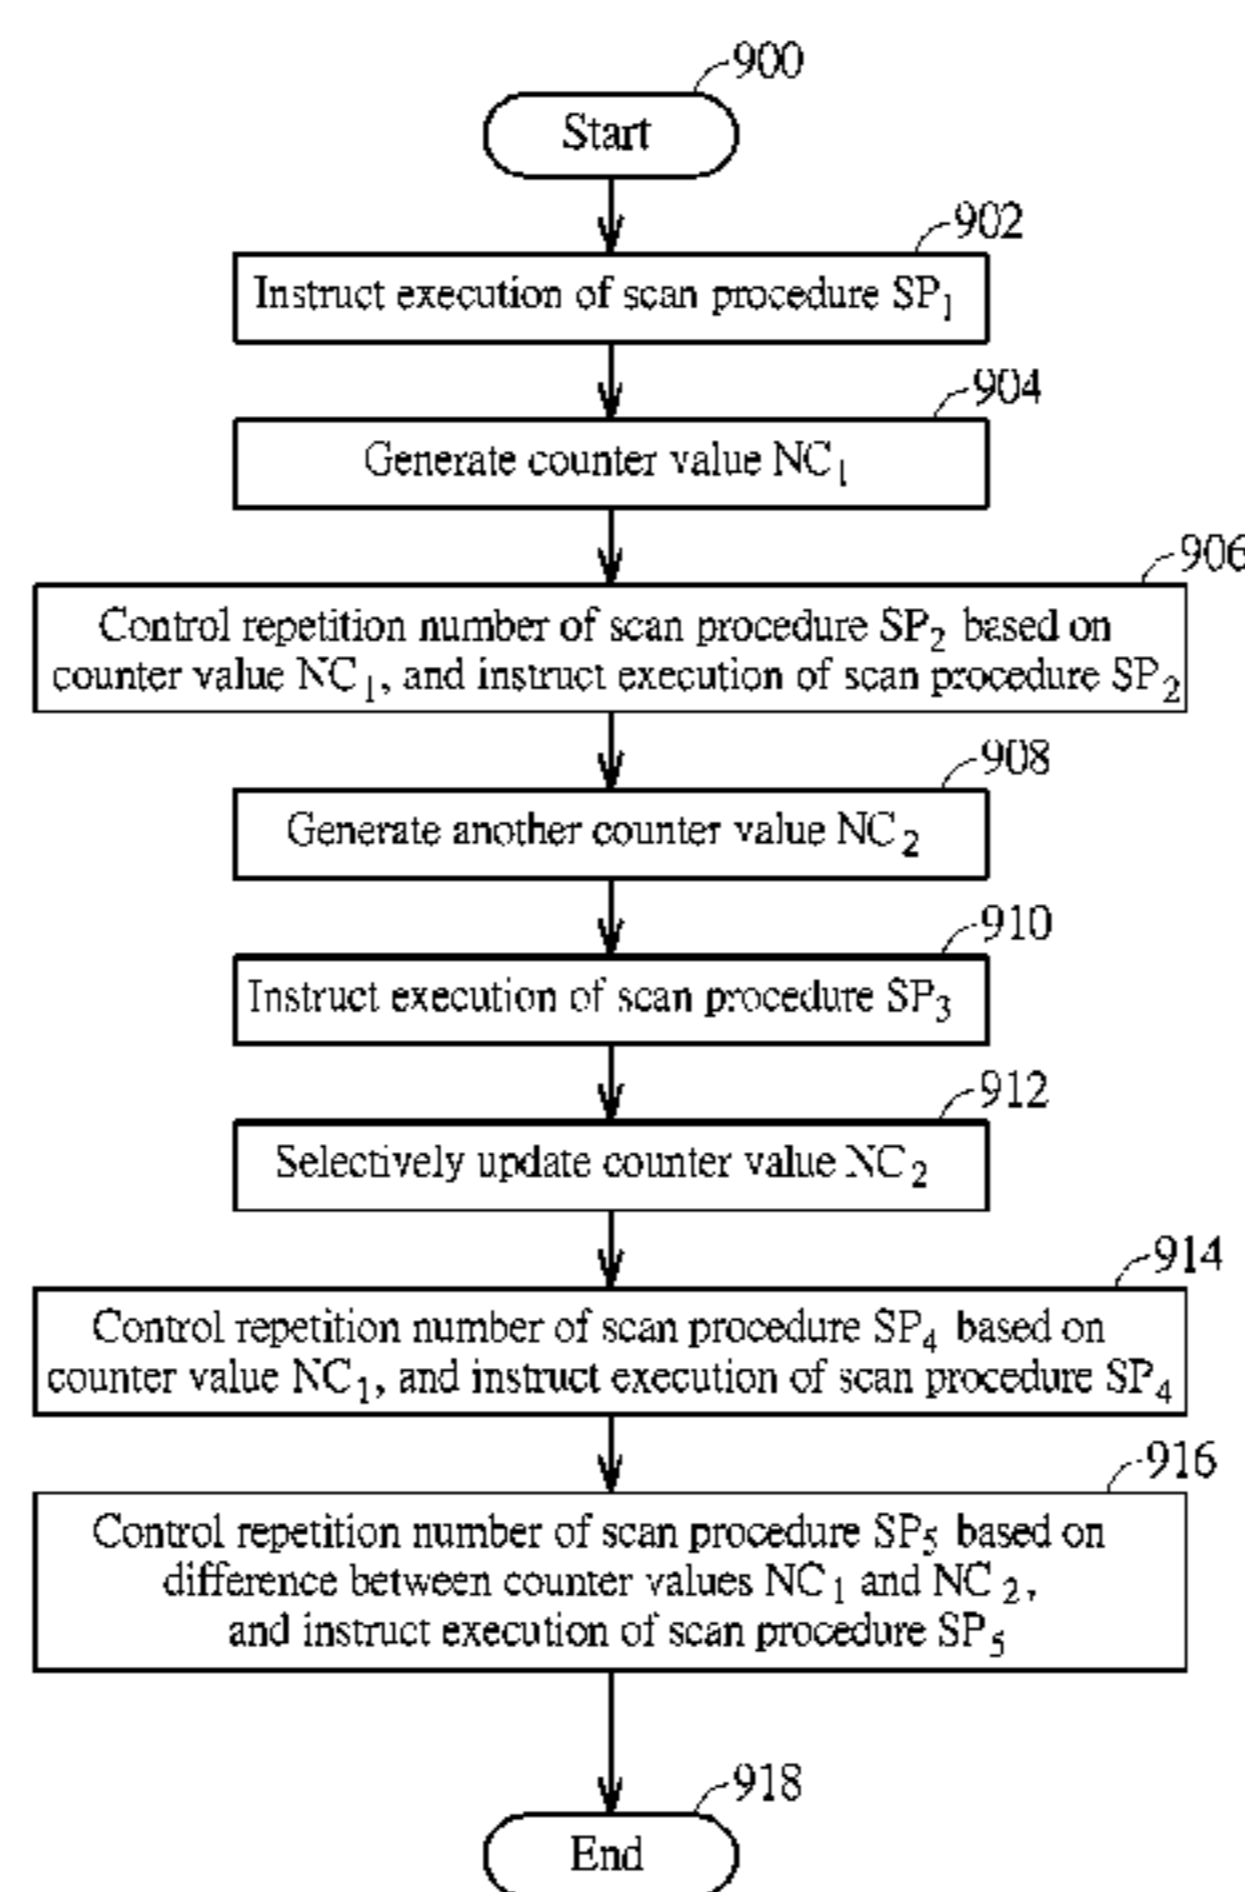 900
Start
902
Instruct execution of scan procedure SP₁
904
Generate counter value NC₁
906
Control repetition number of scan procedure SP₂ based on
counter value NC₁, and instruct execution of scan procedure SP₂
908
Generate another counter value NC₂
910
Instruct execution of scan procedure SP₃
912
Selectively update counter value NC₂
914
Control repetition number of scan procedure SP₄ based on
counter value NC₁, and instruct execution of scan procedure SP₄
916
Control repetition number of scan procedure SP₅ based on
difference between counter values NC₁ and NC₂,
and instruct execution of scan procedure SP₅
918
End